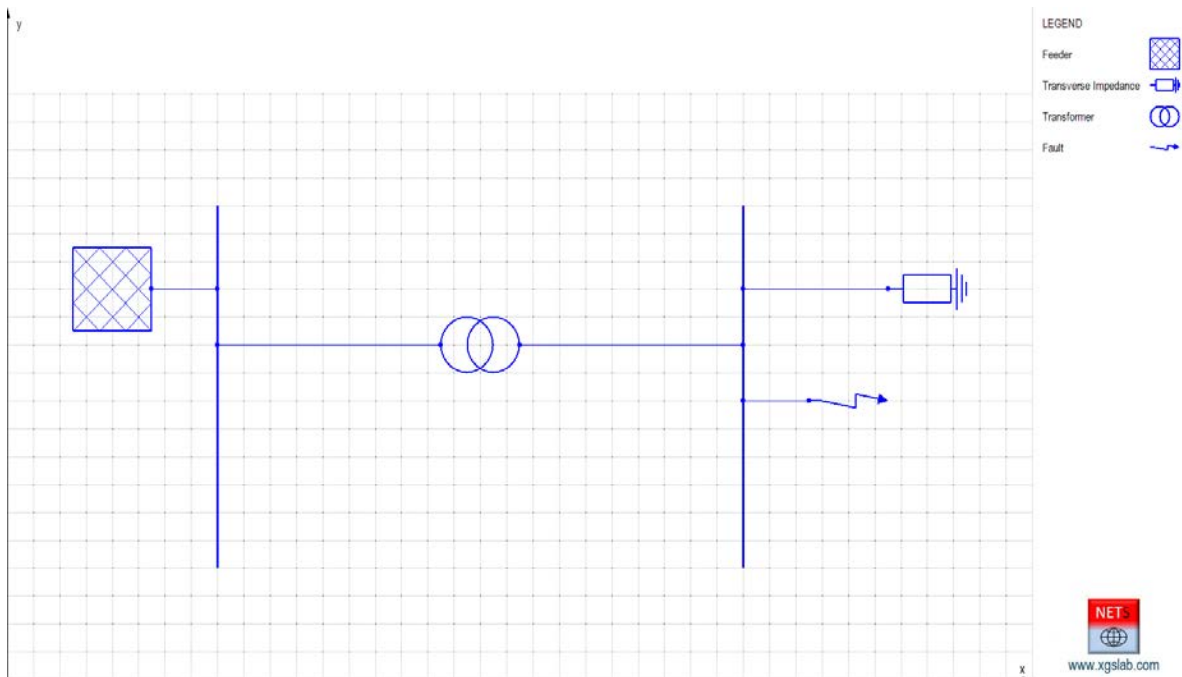 y
LEGEND
Feeder
Transverse Impedance
Transformer
Fault
NETS
www.xgslab.com
x